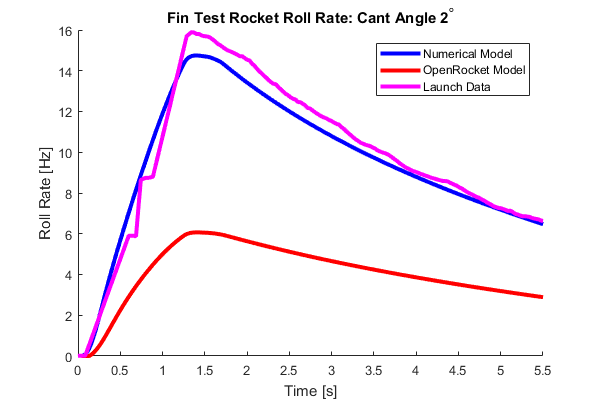 Fin Test Rocket Roll Rate: Cant Angle 2°
Numerical Model
OpenRocket Model
Launch Data
Roll Rate [Hz]
16
14
12
10
8
6
4
2
0
0 0.5 1 1.5 2 2.5 3 3.5 4 4.5 5 5.5
Time [s]